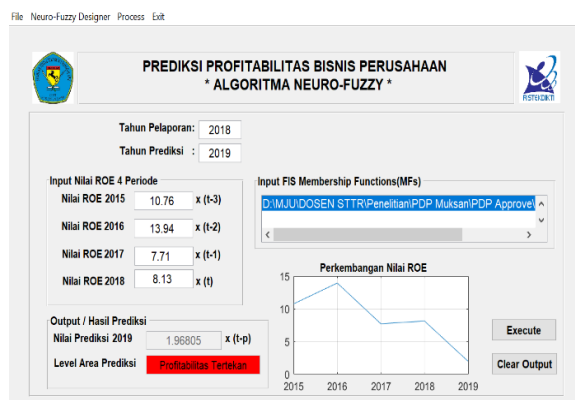 File Neuro-Fuzzy Designer Process Exit
PREDIKSI PROFITABILITAS BISNIS PERUSAHAAN
* ALGORITMA NEURO-FUZZY *
RISTEKDIKTI
Tahun Pelaporan: 2018
Tahun Prediksi : 2019
Input Nilai ROE 4 Periode
Nilai ROE 2015 10.76 x (t-3)
Nilai ROE 2016 13.94 x (t-2)
Nilai ROE 2017 7.71 x (t-1)
Nilai ROE 2018 8.13 x (t)
Input FIS Membership Functions(MFs)
D:\MJU\DOSEN STTR\Penelitian\PDP Muksan\PDP Approve\
Output / Hasil Prediksi
Nilai Prediksi 2019 1.96805 x (t-p)
Level Area Prediksi Profitabilitas Tertekan
Perkembangan Nilai ROE
15
10
5
0
2015 2016 2017 2018 2019
Execute
Clear Output